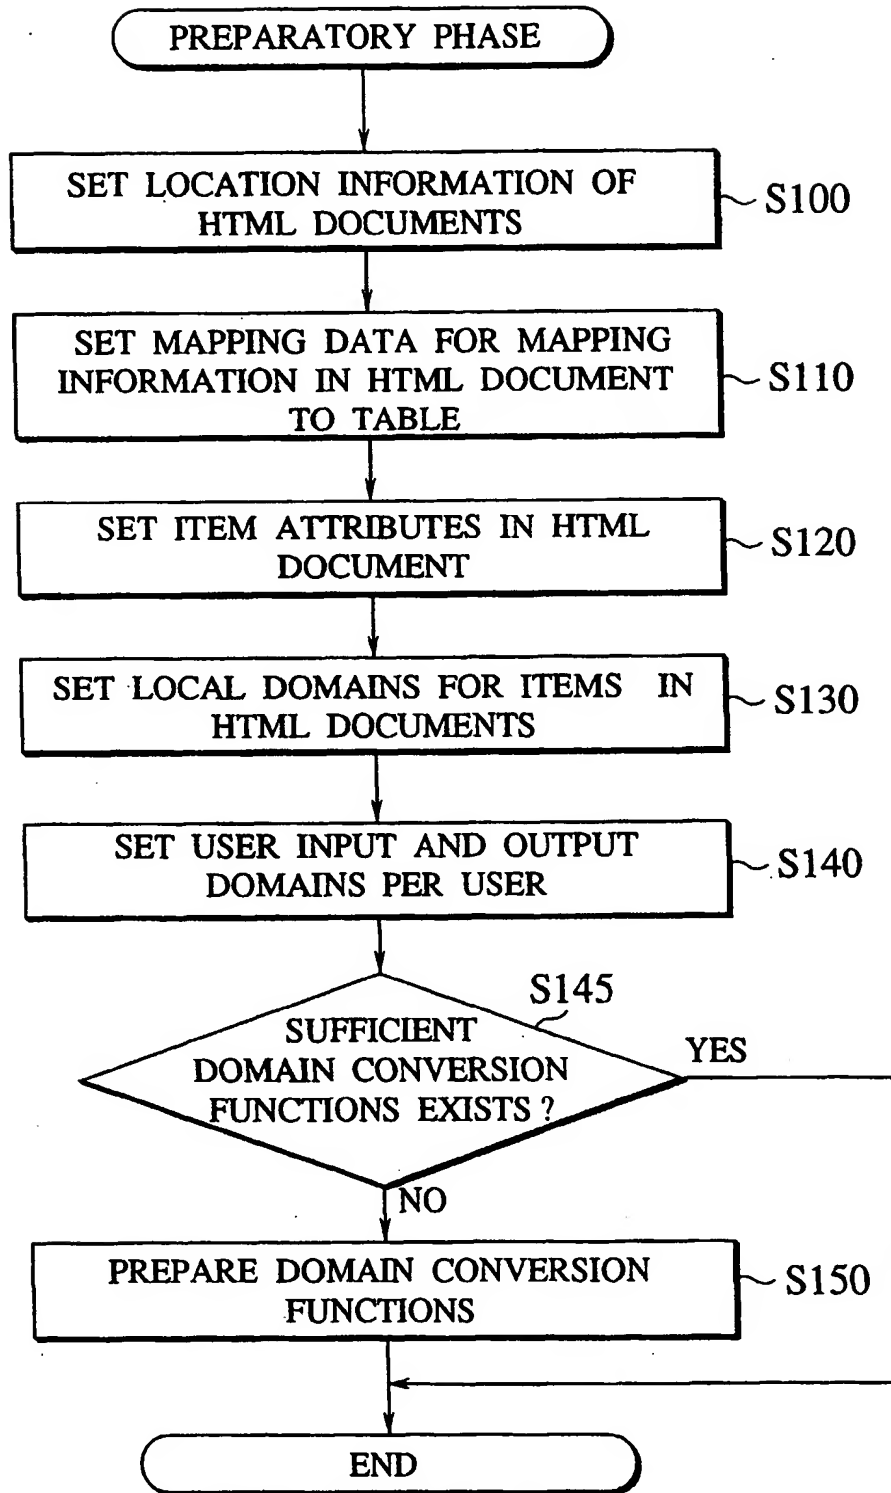 PREPARATORY PHASE
SET LOCATION INFORMATION OF
HTML DOCUMENTS
S100
SET MAPPING DATA FOR MAPPING
INFORMATION IN HTML DOCUMENT
TO TABLE
S110
SET ITEM ATTRIBUTES IN HTML
DOCUMENT
S120
SET LOCAL DOMAINS FOR ITEMS IN
HTML DOCUMENTS
S130
SET USER INPUT AND OUTPUT
DOMAINS PER USER
S140
S145
SUFFICIENT
DOMAIN CONVERSION
FUNCTIONS EXISTS ?
YES
NO
PREPARE DOMAIN CONVERSION
FUNCTIONS
S150
END